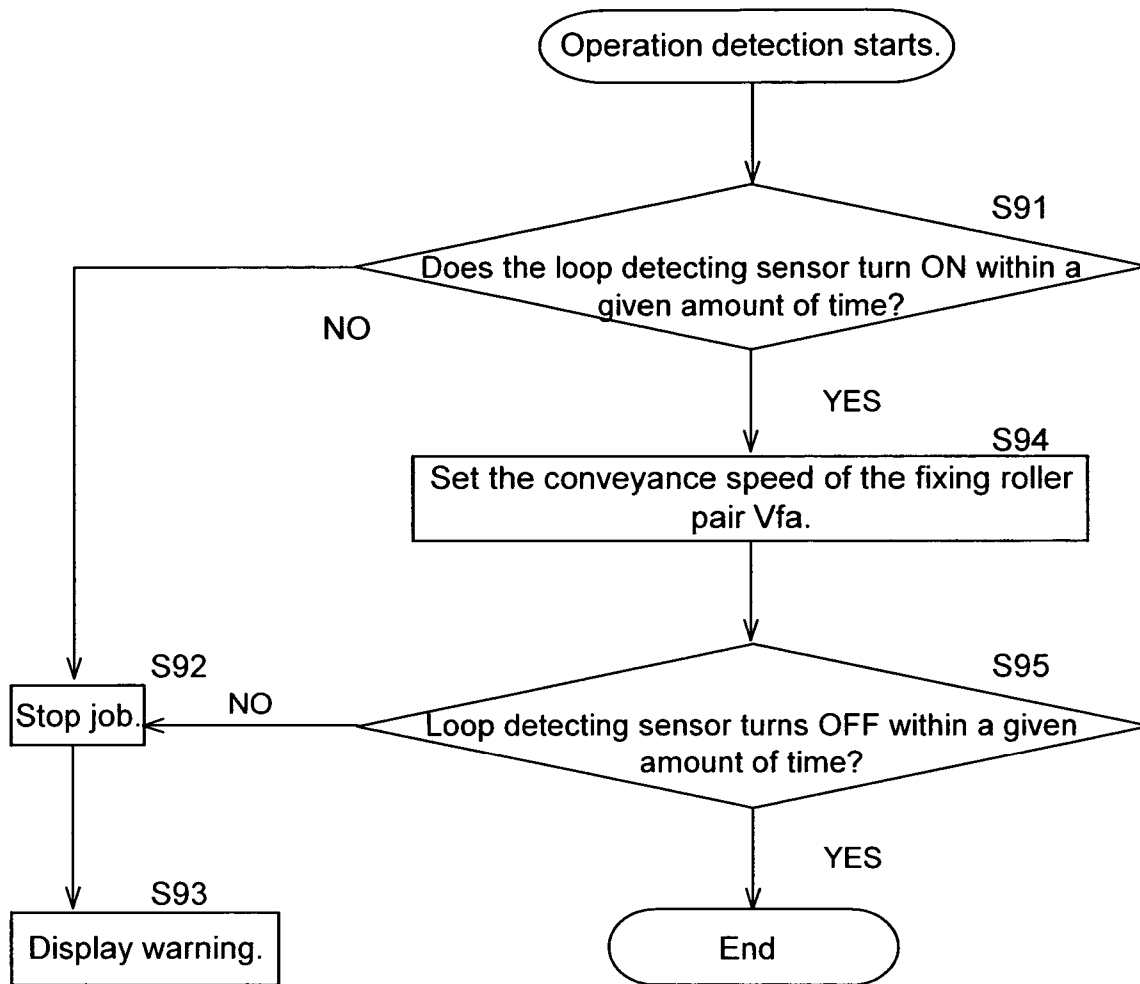 Operation detection starts.
S91
Does the loop detecting sensor turn ON within a
given amount of time?
NO
YES
S94
Set the conveyance speed of the fixing roller
pair Vfa.
S92
Stop job.
NO
S95
Loop detecting sensor turns OFF within a given
amount of time?
YES
S93
Display warning.
End